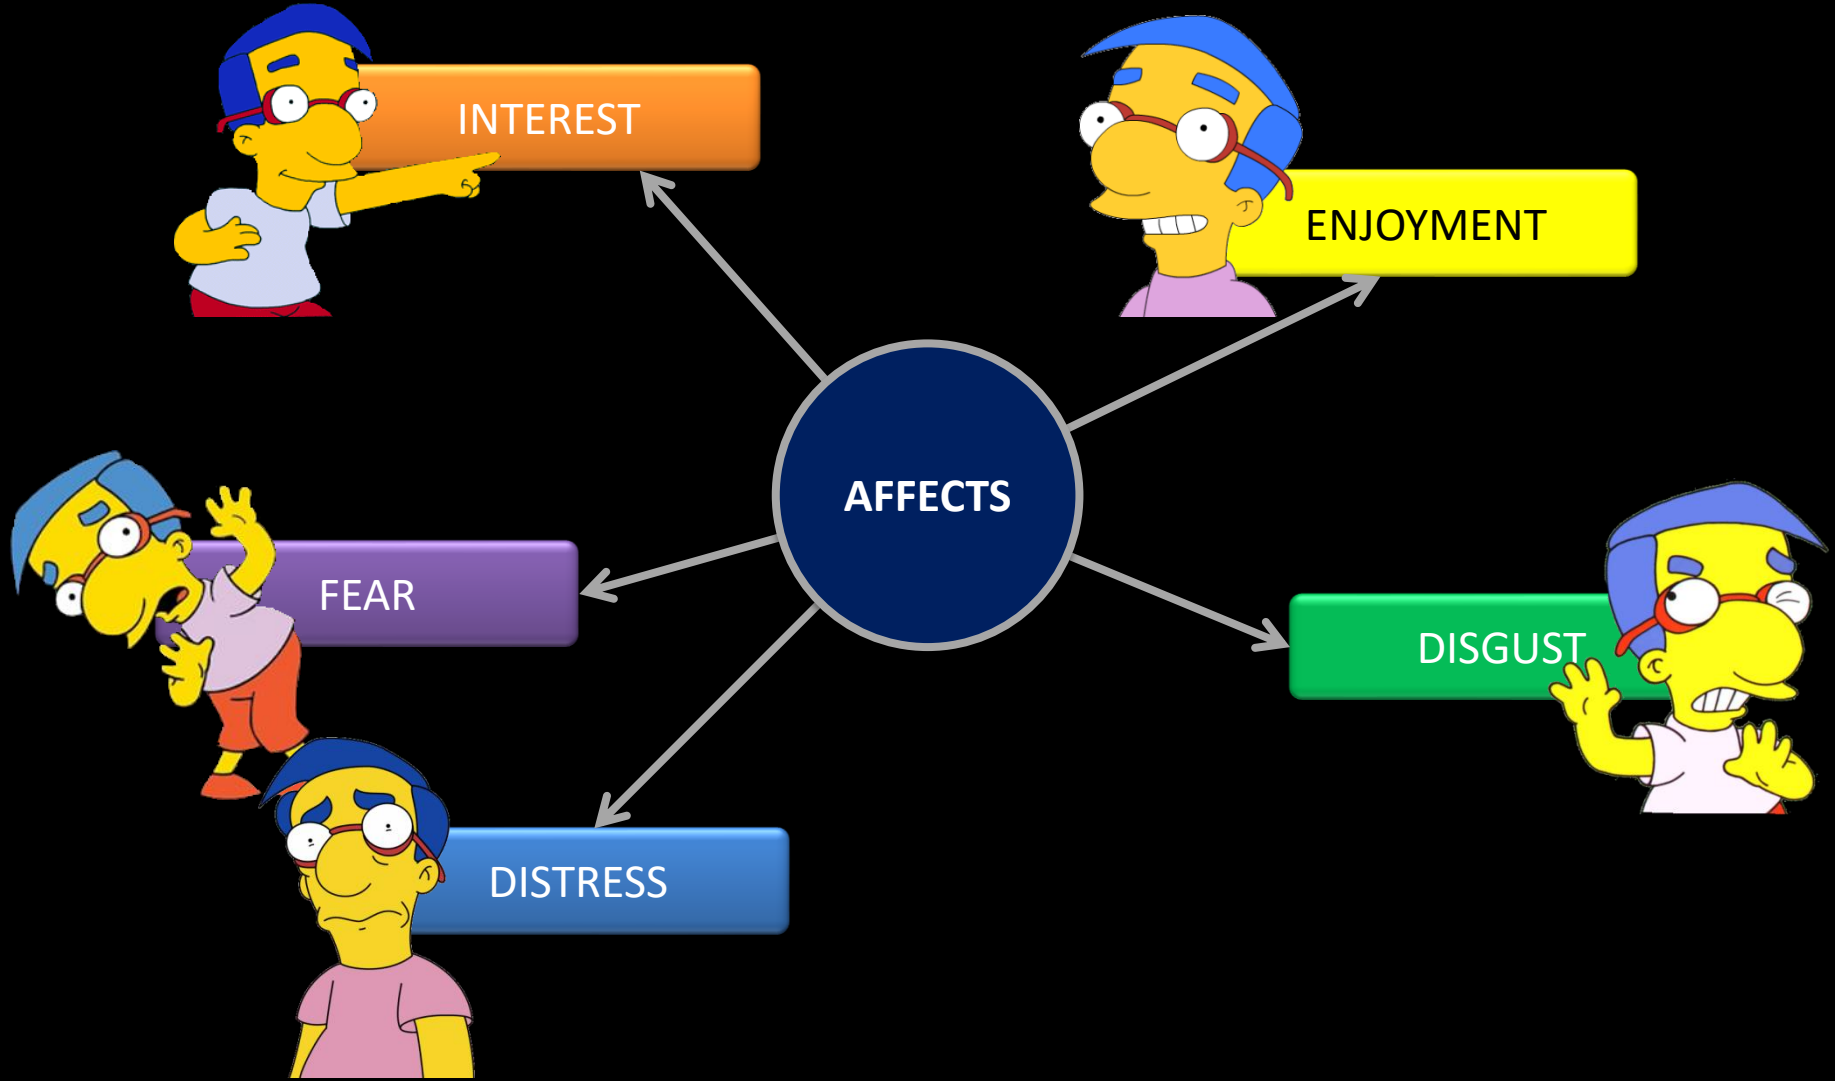 INTEREST
ENJOYMENT
AFFECTS
FEAR
DISGUST
DISTRESS